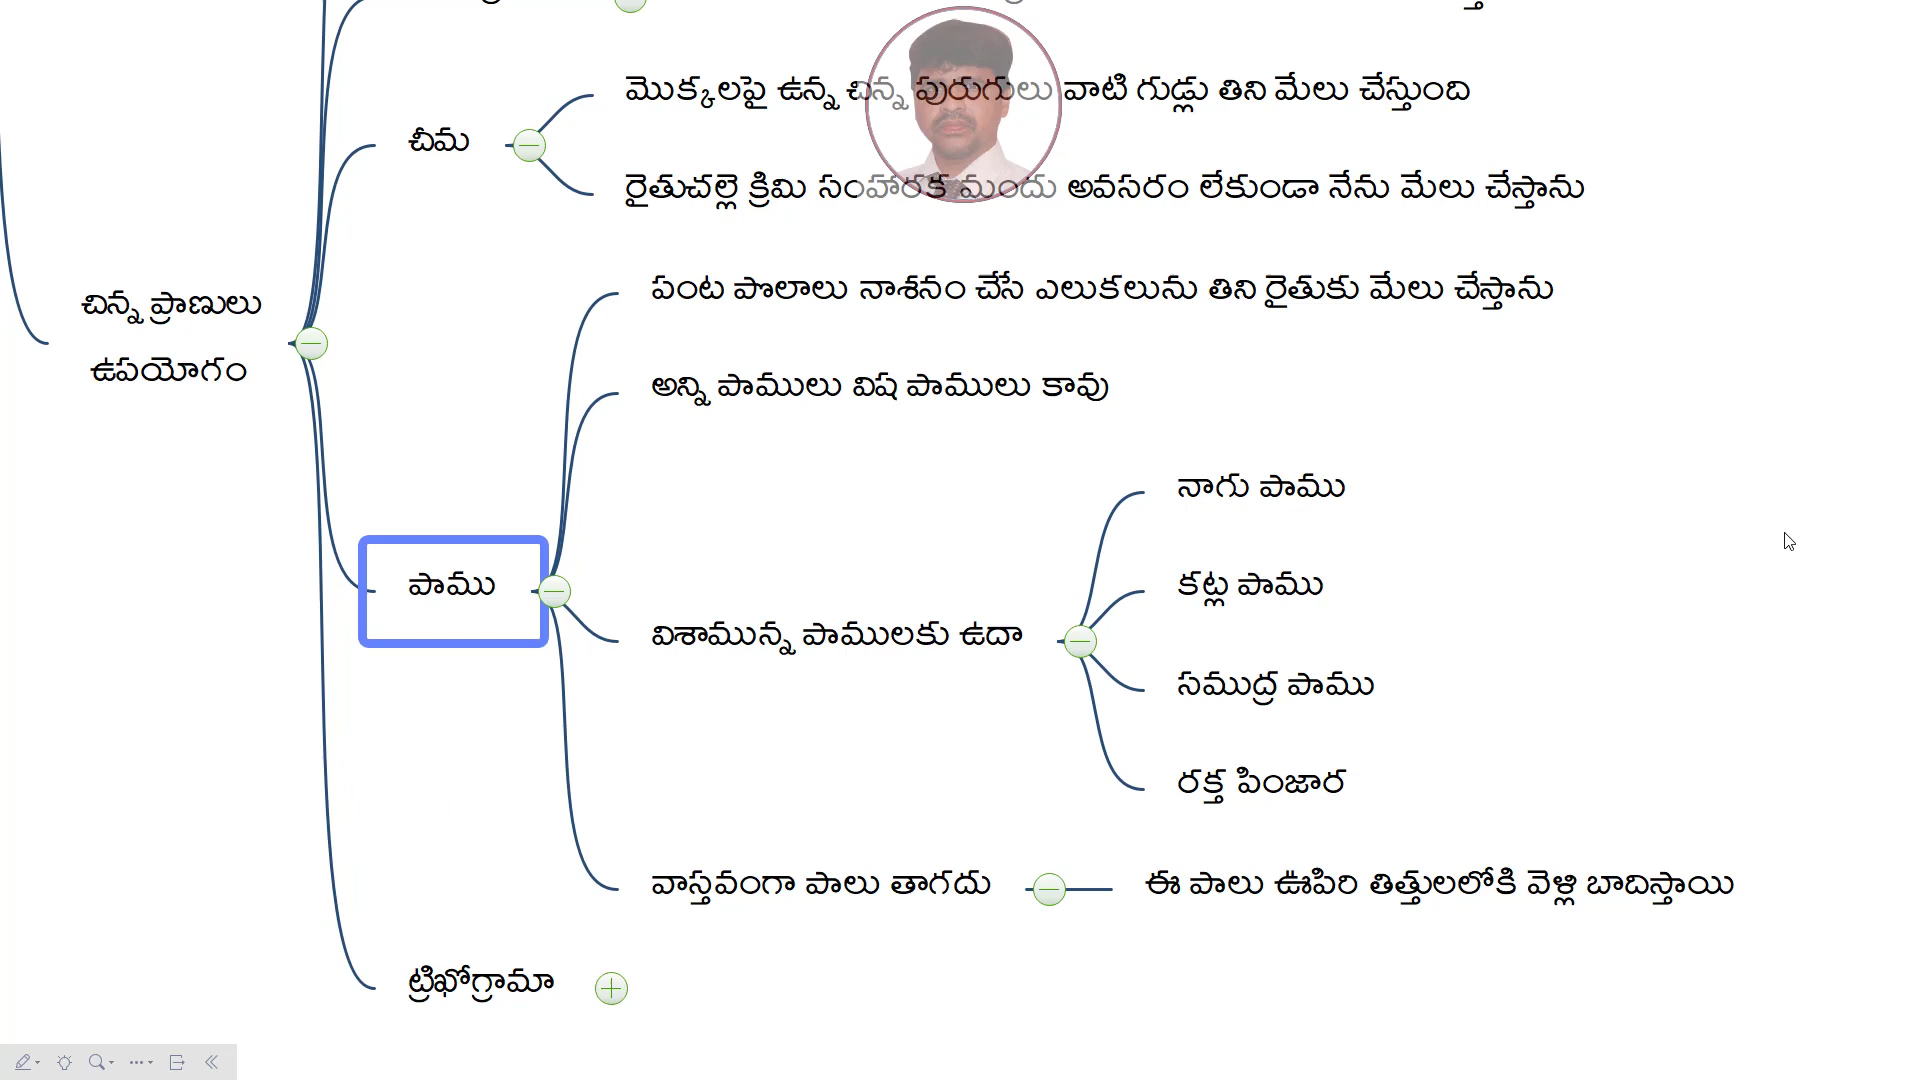 మొక్కలపై ఉన్న చిన్న పురుగులు వాటి గుడ్లు తిని మేలు చేస్తుంది
చీమ
రైతుచల్లె క్రిమి సంహారక మందు అవసరం లేకుండా నేను మేలు చేస్తాను
చిన్న ప్రాణులు
ఉపయోగం
పంట పొలాలు నాశనం చేసే ఎలుకలును తిని రైతుకు మేలు చేస్తాను
అన్ని పాములు విష పాములు కావు
పాము
విశామున్న పాములకు ఉదా
నాగు పాము
కట్ల పాము
సముద్ర పాము
రక్త పింజార
వాస్తవంగా పాలు తాగదు
ఈ పాలు ఊపిరి తిత్తులలోకి వెళ్లి బాదిస్తాయి
ట్రిఖోగ్రామా